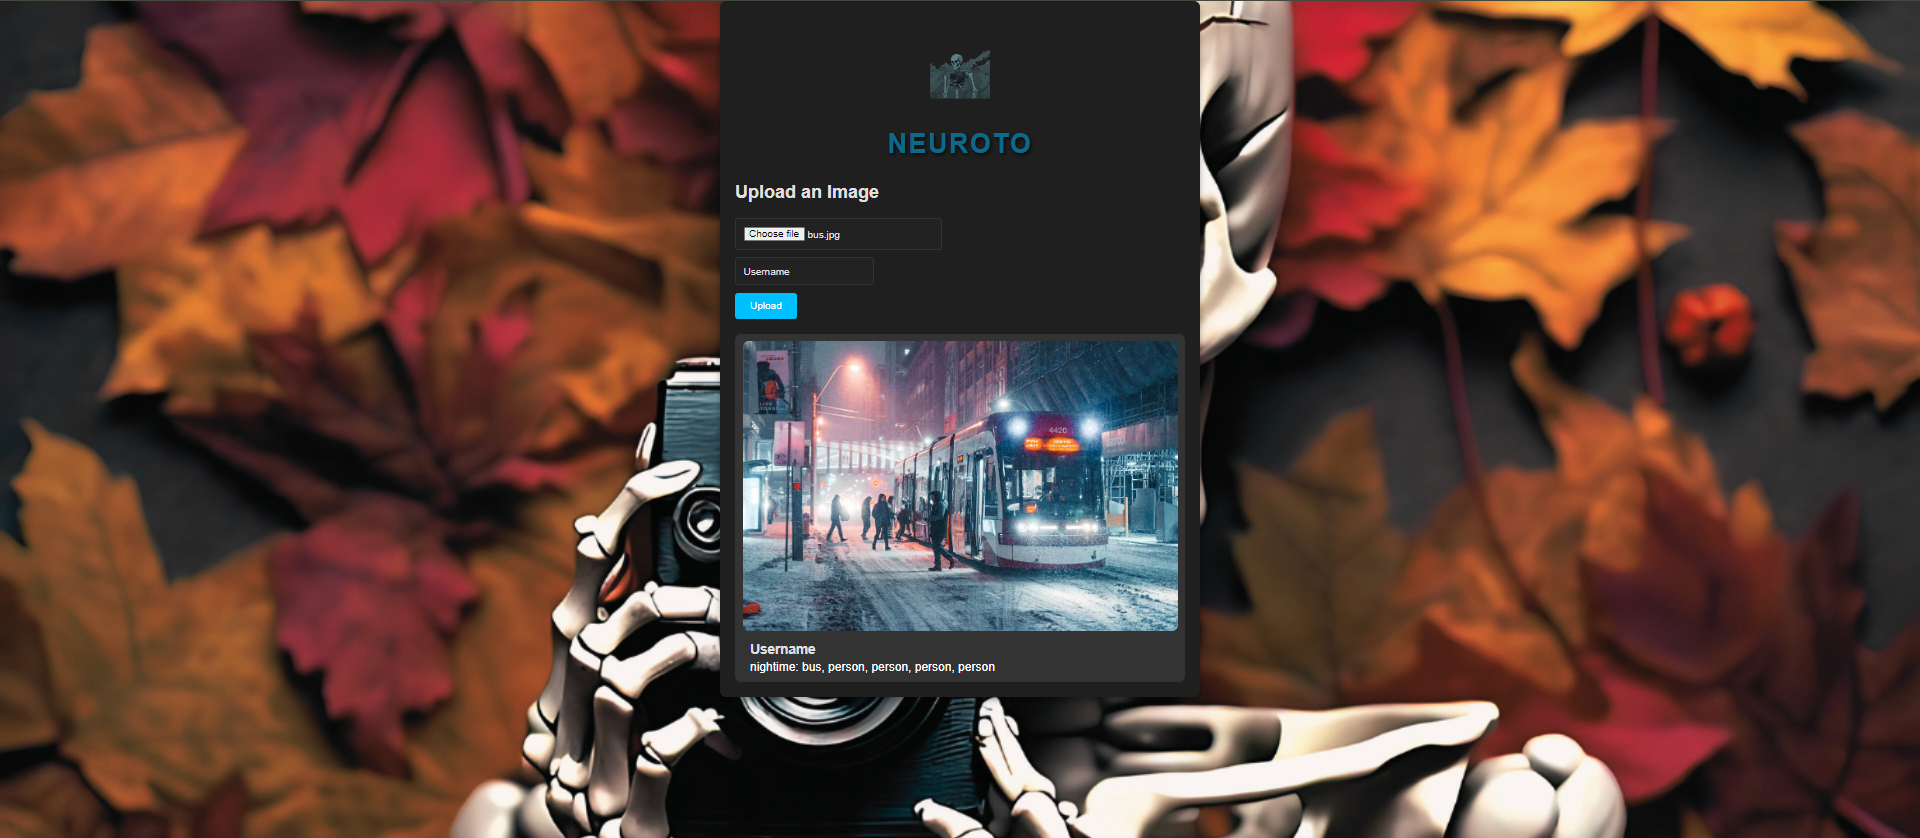 NEUROTO
Upload an Image
Choose file bus.jpg
Username
Upload
4420
Username
nightime: bus, person, person, person, person